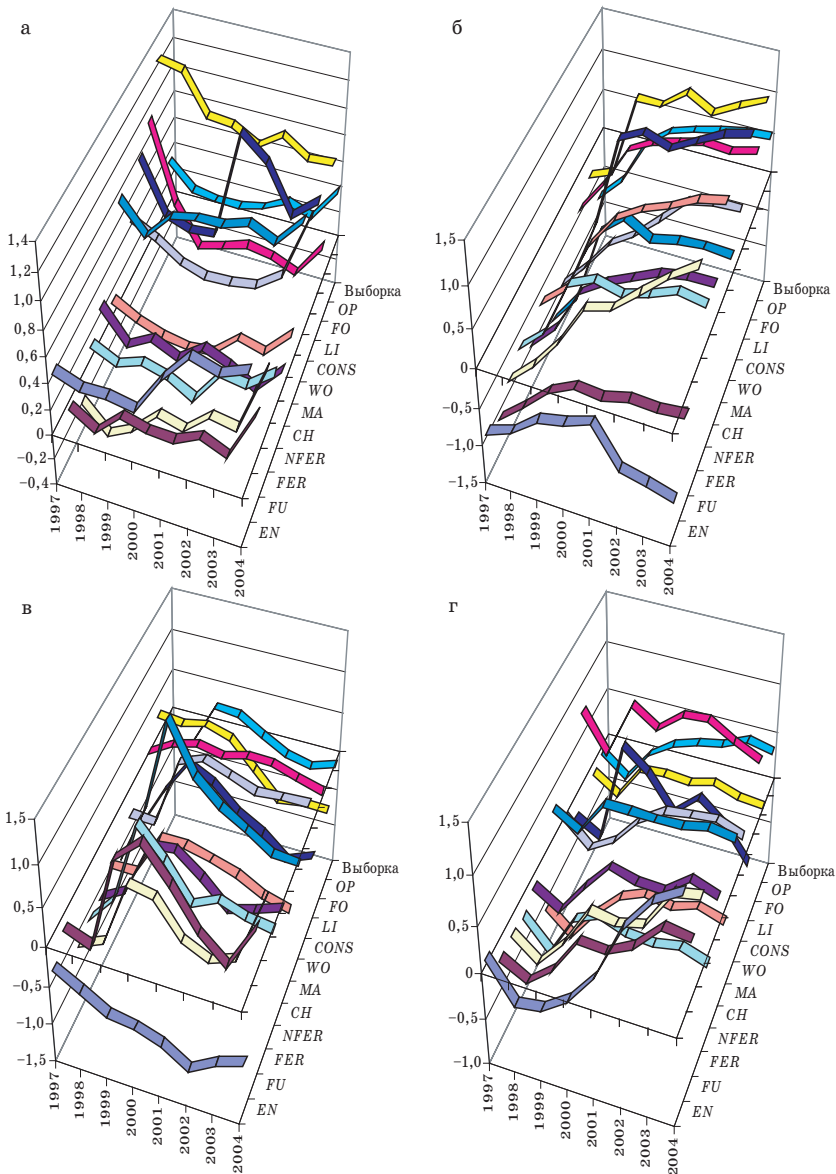 а
1,4
1,2
1,0
0,8
0,6
0,4
0,2
0
−0,2
−0,4
1997
1998
1999
2000
2001
2002
2003
2004
Выборка
OP
FO
LI
CONS
WO
MA
CH
NFER
FER
FU
EN
б
1,5
1,0
0,5
0
−0,5
−1,0
−1,5
1997
1998
1999
2000
2001
2002
2003
2004
Выборка
OP
FO
LI
CONS
WO
MA
CH
NFER
FER
FU
EN
в
1,5
1,0
0,5
0
−0,5
−1,0
−1,5
1997
1998
1999
2000
2001
2002
2003
2004
Выборка
OP
FO
LI
CONS
WO
MA
CH
NFER
FER
FU
EN
г
1,5
1,0
0,5
0
−0,5
−1,0
1997
1998
1999
2000
2001
2002
2003
2004
Выборка
OP
FO
LI
CONS
WO
MA
CH
NFER
FER
FU
EN